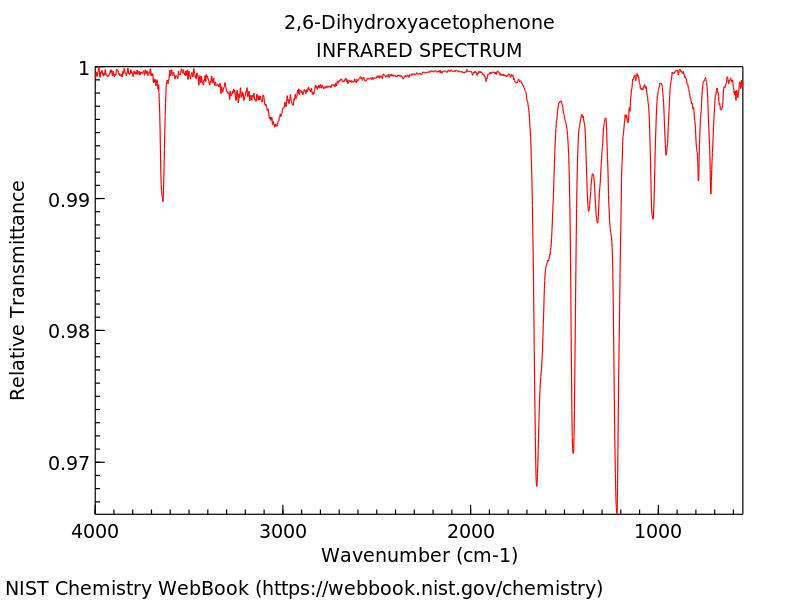 2,6-Dihydroxyacetophenone
INFRARED SPECTRUM
1
0.99
0.98
0.97
Relative Transmittance
4000 3000 2000 1000
Wavenumber (cm-1)
NIST Chemistry WebBook (https://webbook.nist.gov/chemistry)